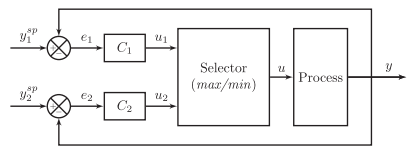 y_1^{sp} + − e_1 C_1 u_1
Selector
(max/min)
u Process y
y_2^{sp} + − e_2 C_2 u_2